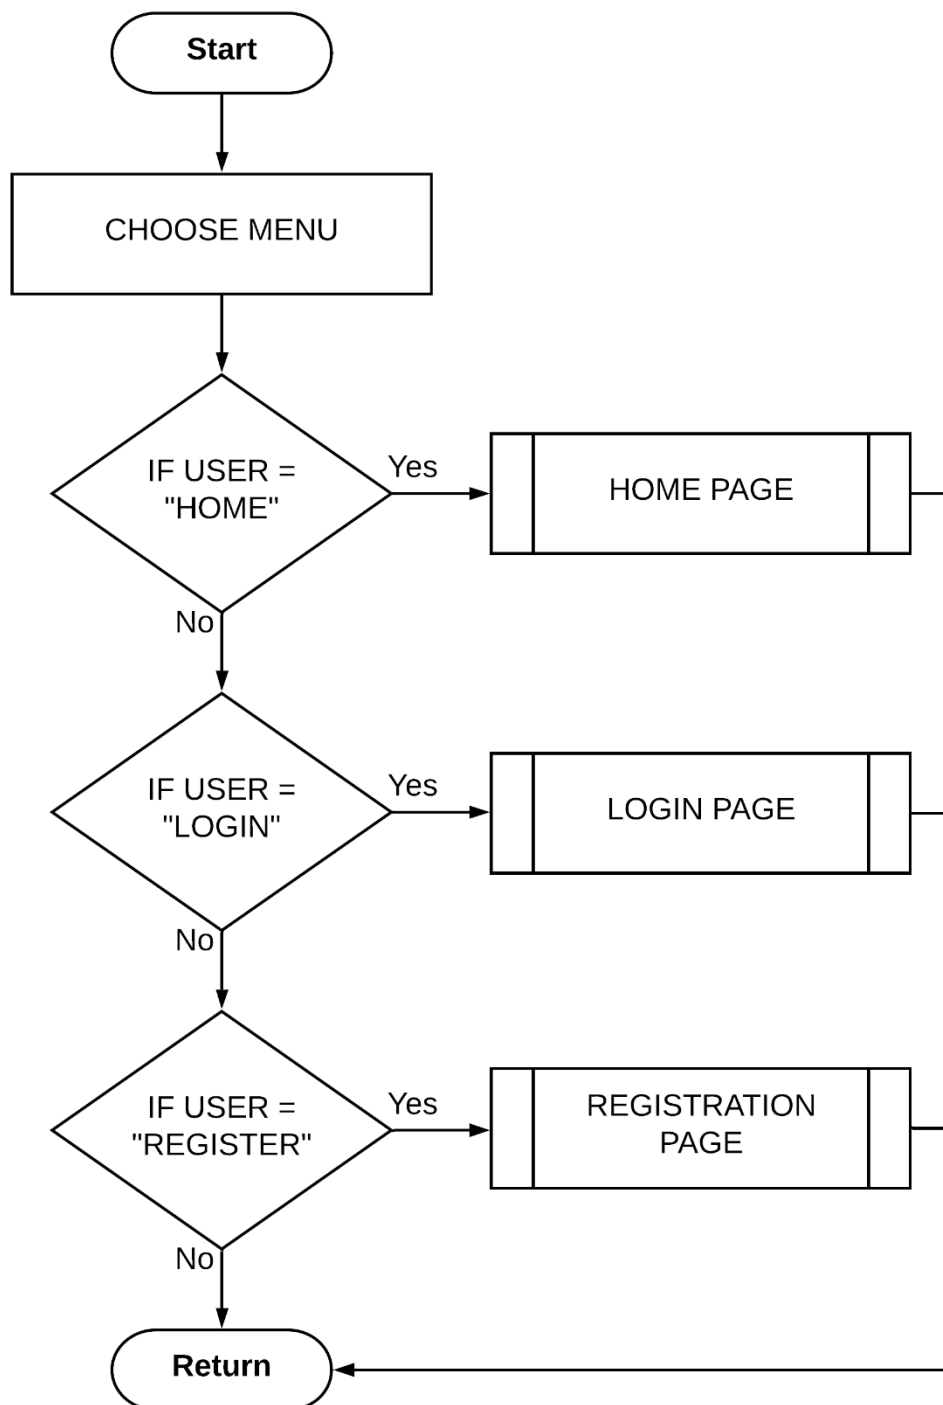 Start
CHOOSE MENU
IF USER =
"HOME"
Yes
HOME PAGE
No
IF USER =
"LOGIN"
Yes
LOGIN PAGE
No
IF USER =
"REGISTER"
Yes
REGISTRATION
PAGE
No
Return